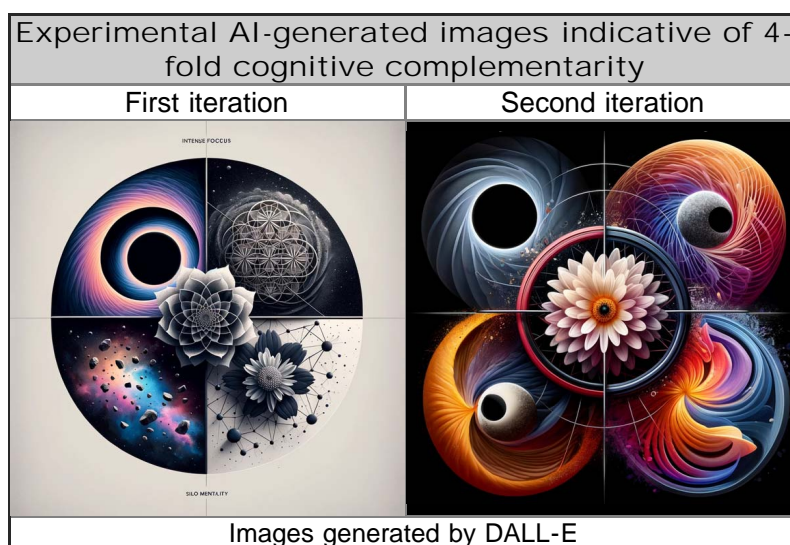 Experimental AI-generated images indicative of 4-
fold cognitive complementarity
First iteration
Second iteration
INTENSE FOCCUS
SILO MENTALITY
Images generated by DALL-E